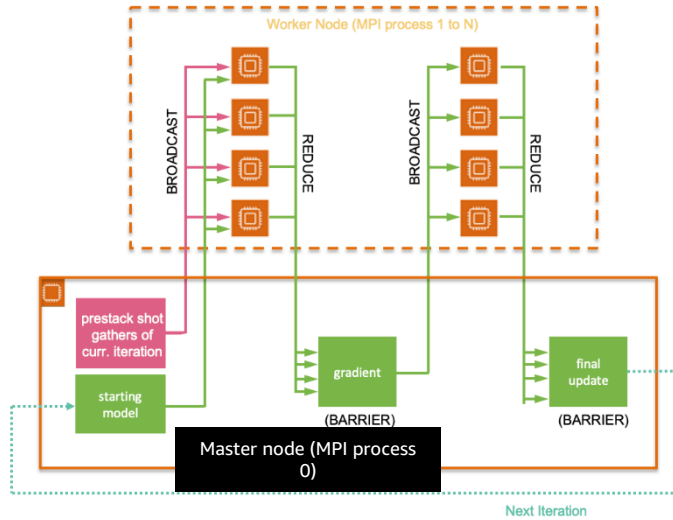 Worker Node (MPI process 1 to N)
BROADCAST
REDUCE
BROADCAST
REDUCE
prestack shot
gathers of
curr. iteration
starting
model
gradient
(BARRIER)
final
update
(BARRIER)
Master node (MPI process
0)
Next Iteration